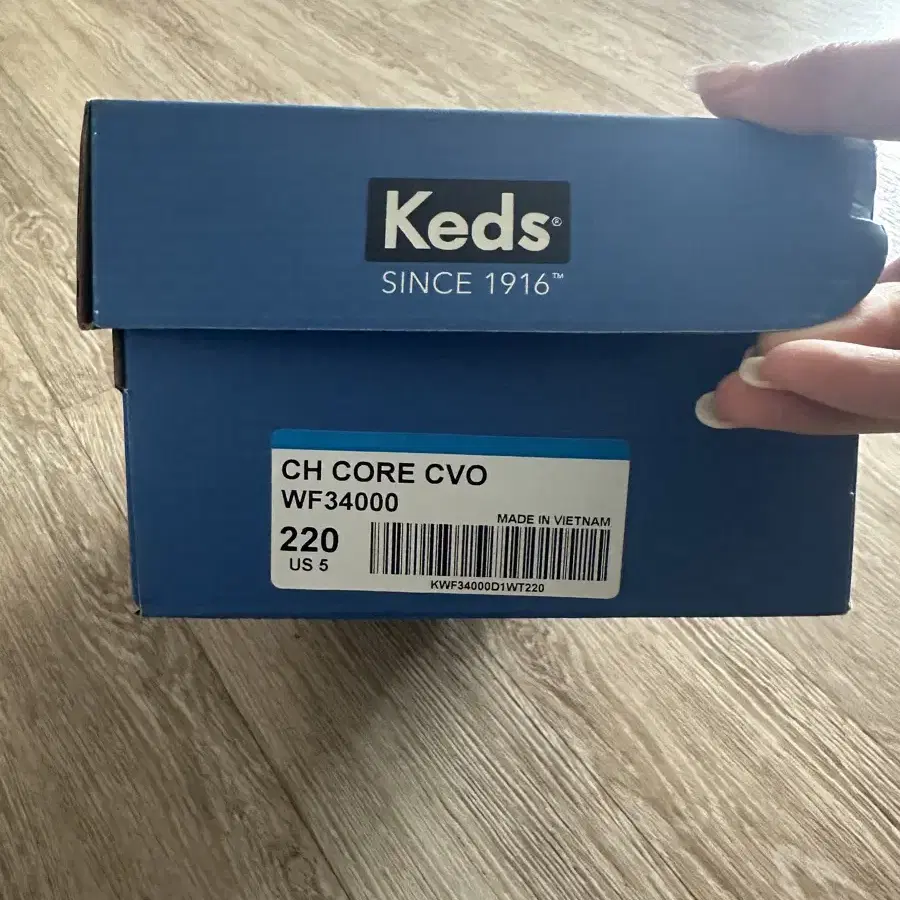 Keds®
SINCE 1916™
CH CORE CVO
WF34000
MADE IN VIETNAM
220
US 5
KWF34000D1WT220